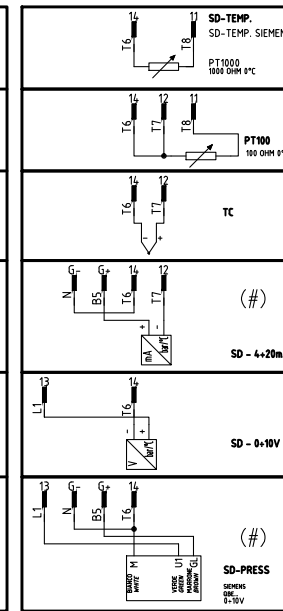 14 11 SD-TEMP.
T6 T8 SD-TEMP. SIEMEN
PT1000
1000 OHM 0°C
14 12 11
T6 T7 T8
PT100
100 OHM 0°
14 12
T6 T7
TC
- +
G- G+ 14 12
N B5 T6 T7
(#)
+ -
mA bar/°C
SD - 4÷20m
13 14
L1 T6
- +
V bar/°C
SD - 0÷10V
13 G- G+ 14
L1 N B5 T6
(#)
M U1 GL
BIANCO WHITE VERDE GREEN MARRONE BROWN
SD-PRESS
SIEMENS
QBE...
0÷10V